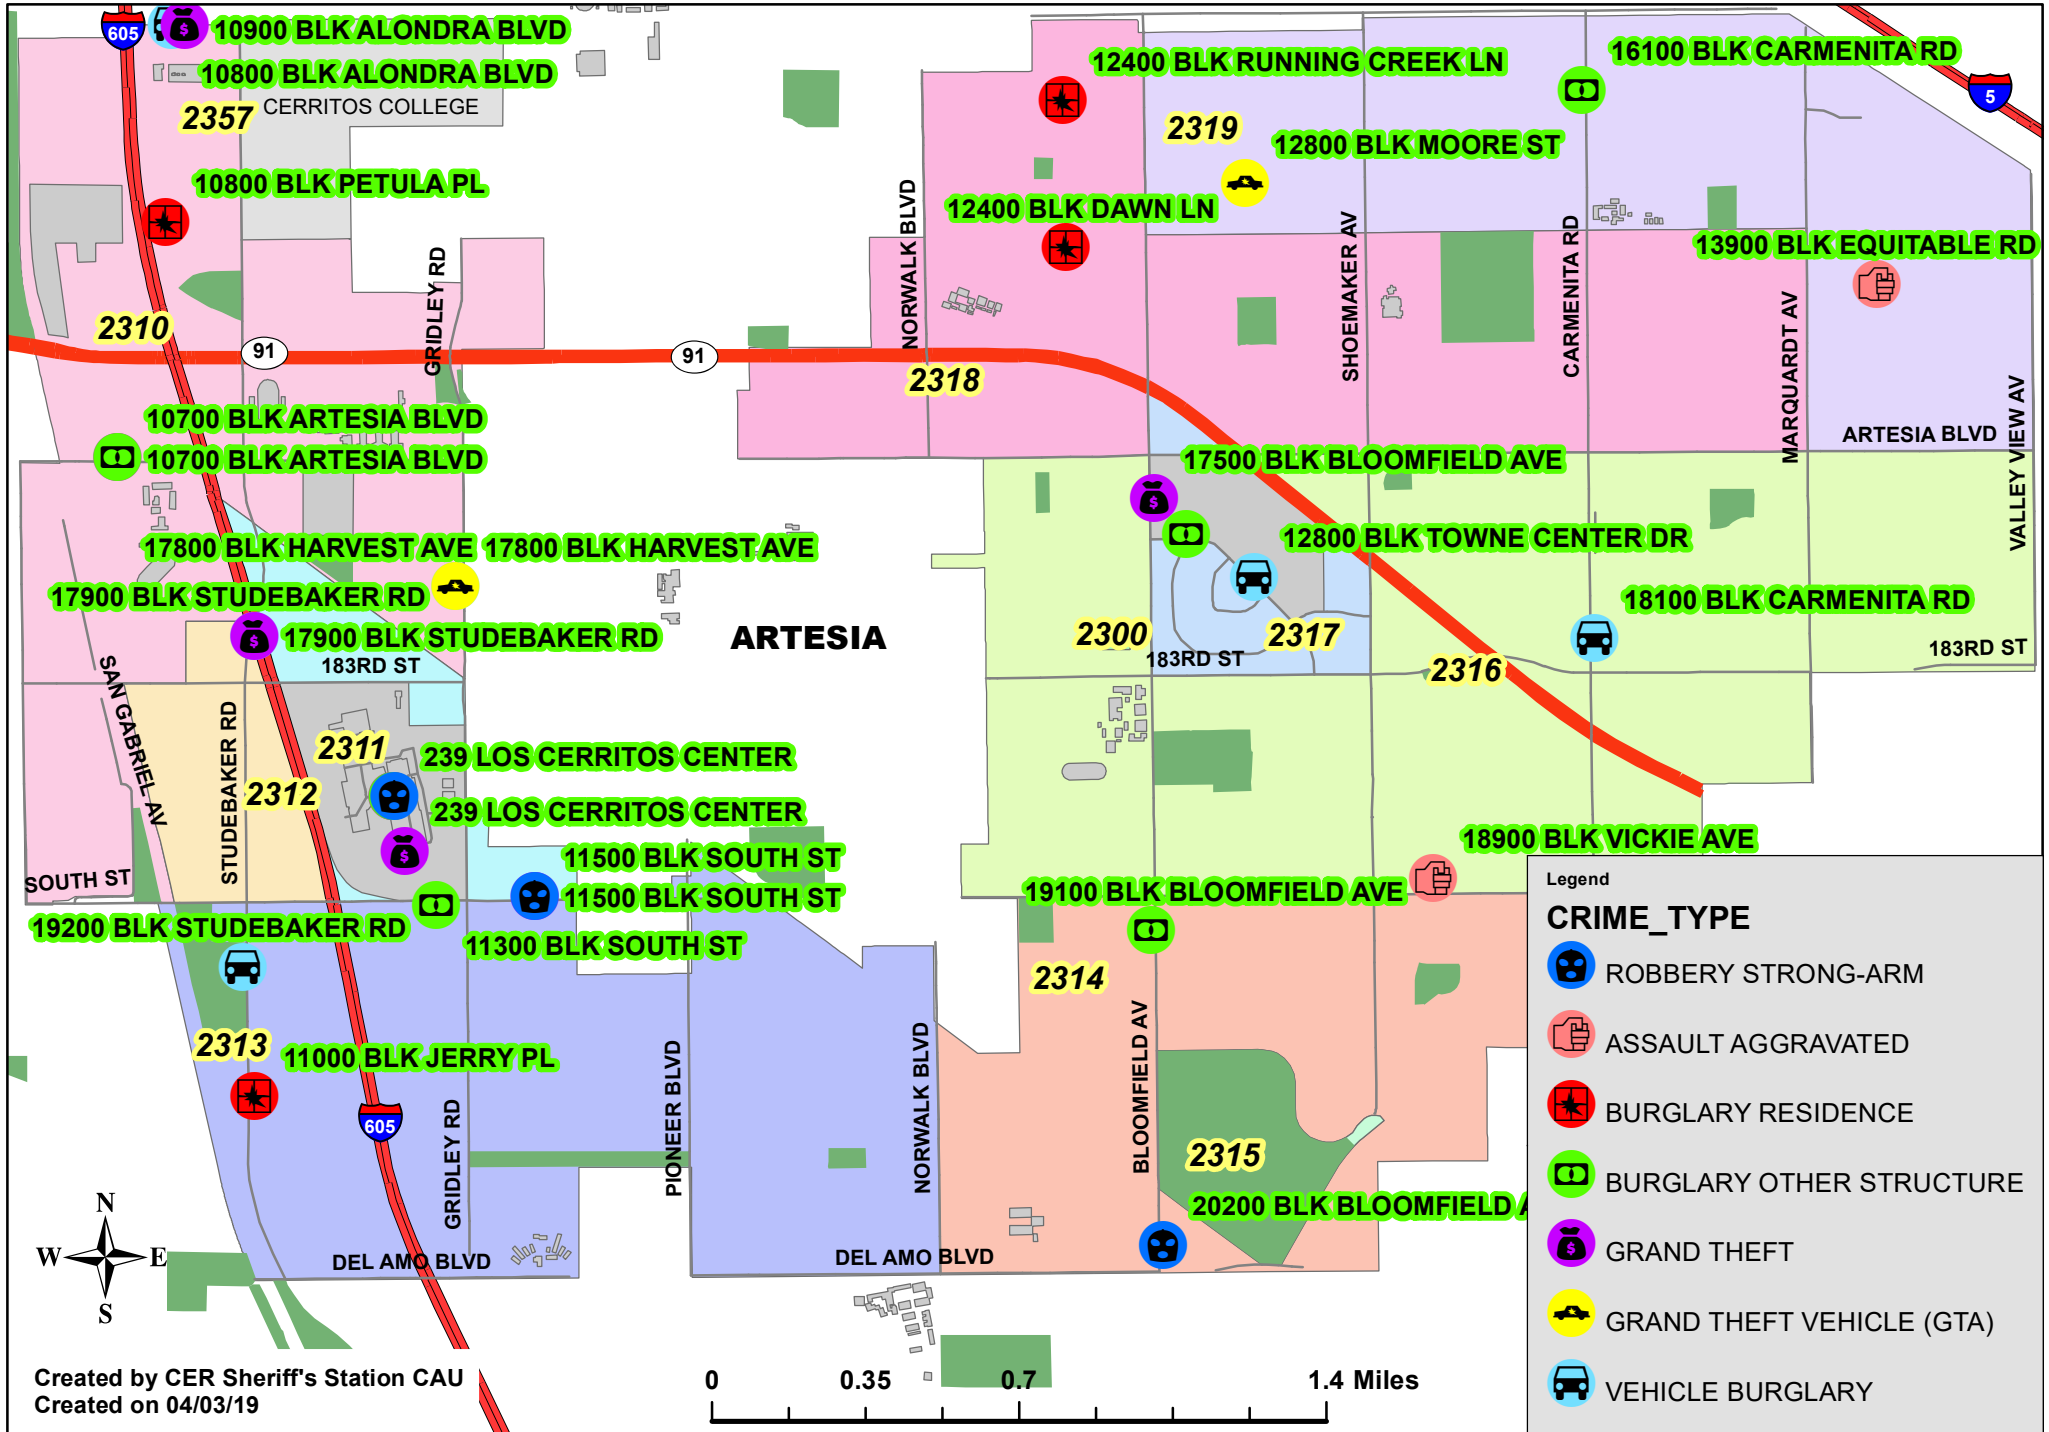 605
10900 BLK ALONDRA BLVD
10800 BLK ALONDRA BLVD
2357
CERRITOS COLLEGE
10800 BLK PETULA PL
2310
91
GRIDLEY RD
91
NORWALK BLVD
12400 BLK RUNNING CREEK LN
2319
12800 BLK MOORE ST
12400 BLK DAWN LN
16100 BLK CARMENITA RD
5
SHOEMAKER AV
CARMENITA RD
13900 BLK EQUITABLE RD
MARQUARDT AV
VALLEY VIEW AV
ARTESIA BLVD
2318
10700 BLK ARTESIA BLVD
10700 BLK ARTESIA BLVD
17500 BLK BLOOMFIELD AVE
17800 BLK HARVEST AVE
17800 BLK HARVEST AVE
12800 BLK TOWNE CENTER DR
17900 BLK STUDEBAKER RD
17900 BLK STUDEBAKER RD
18100 BLK CARMENITA RD
ARTESIA
2300
2317
183RD ST
183RD ST
183RD ST
2316
SAN GABRIEL AV
STUDEBAKER RD
2311
2312
239 LOS CERRITOS CENTER
239 LOS CERRITOS CENTER
11500 BLK SOUTH ST
11500 BLK SOUTH ST
SOUTH ST
19200 BLK STUDEBAKER RD
11300 BLK SOUTH ST
18900 BLK VICKIE AVE
19100 BLK BLOOMFIELD AVE
2314
2313
11000 BLK JERRY PL
605
GRIDLEY RD
PIONEER BLVD
NORWALK BLVD
BLOOMFIELD AV
2315
20200 BLK BLOOMFIELD A
DEL AMO BLVD
DEL AMO BLVD
N
W E
S
Created by CER Sheriff's Station CAU
Created on 04/03/19
0 0.35 0.7 1.4 Miles
Legend
CRIME_TYPE
ROBBERY STRONG-ARM
ASSAULT AGGRAVATED
BURGLARY RESIDENCE
BURGLARY OTHER STRUCTURE
GRAND THEFT
GRAND THEFT VEHICLE (GTA)
VEHICLE BURGLARY